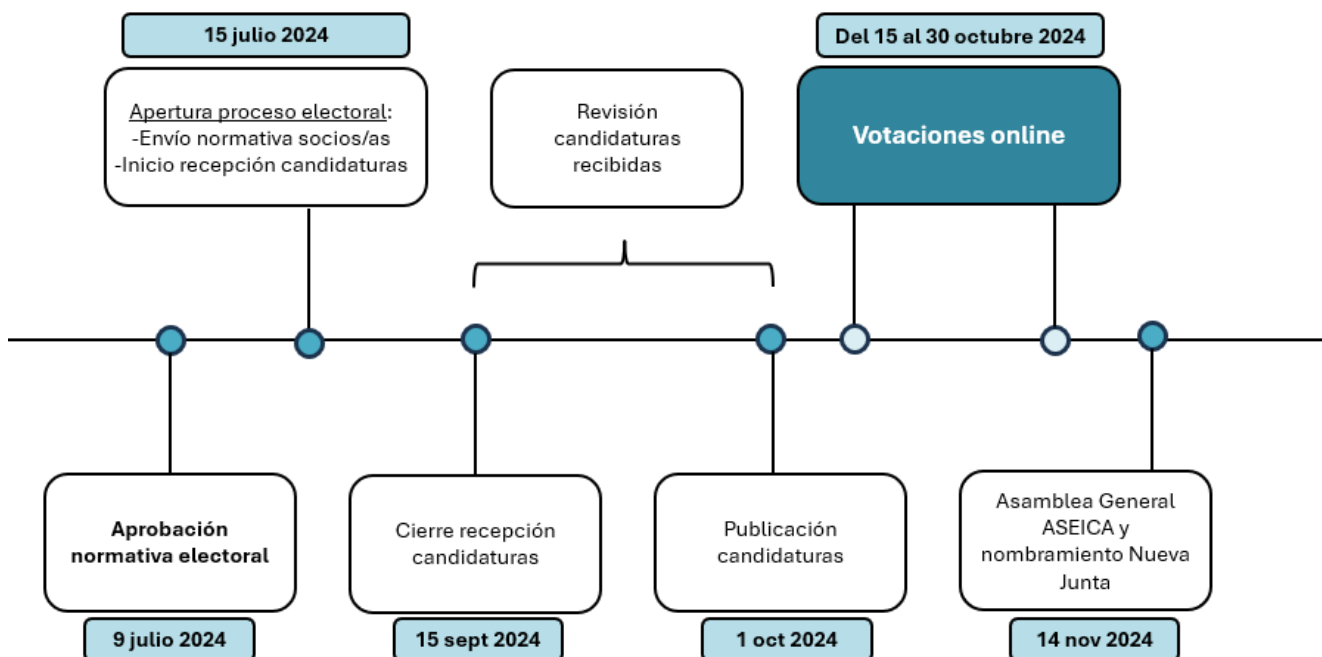 15 julio 2024
Apertura proceso electoral:
-Envío normativa socios/as
-Inicio recepción candidaturas
Revisión
candidaturas
recibidas
Del 15 al 30 octubre 2024
Votaciones online
Aprobación
normativa electoral
9 julio 2024
Cierre recepción
candidaturas
15 sept 2024
Publicación
candidaturas
1 oct 2024
Asamblea General
ASEICA y
nombramiento Nueva
Junta
14 nov 2024